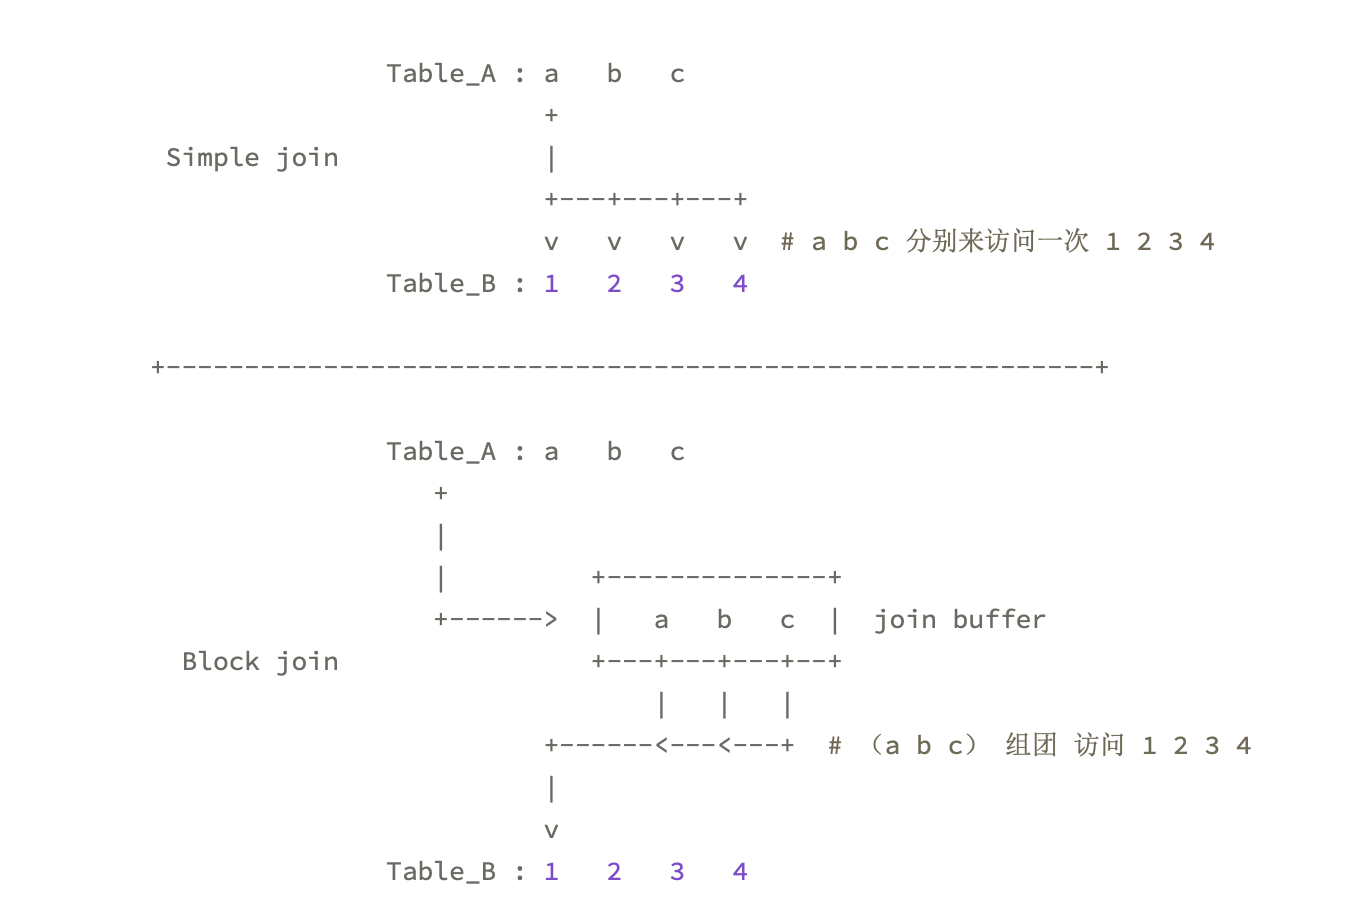 Table_A : a   b   c
+
Simple join             |
+---+---+---+
v   v   v   v  # a b c 分别来访问一次 1 2 3 4
Table_B : 1   2   3   4
+-----------------------------------------------------------+
Table_A : a   b   c
+
|
|         +--------------+
+------>  |   a   b   c  |  join buffer
Block join                +---+---+---+--+
|   |   |
+------<---<---+  # （a b c） 组团 访问 1 2 3 4
|
v
Table_B : 1   2   3   4